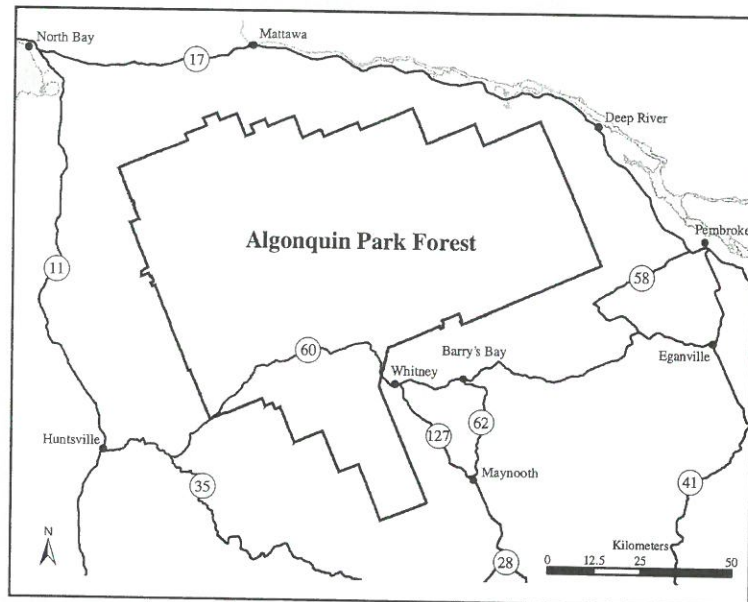 North Bay
Mattawa
17
Deep River
Pembroke
Algonquin Park Forest
11
58
60
Barry's Bay
Eganville
Whitney
Huntsville
127
62
35
Maynooth
41
N
Kilometers
28
0 12.5 25 50